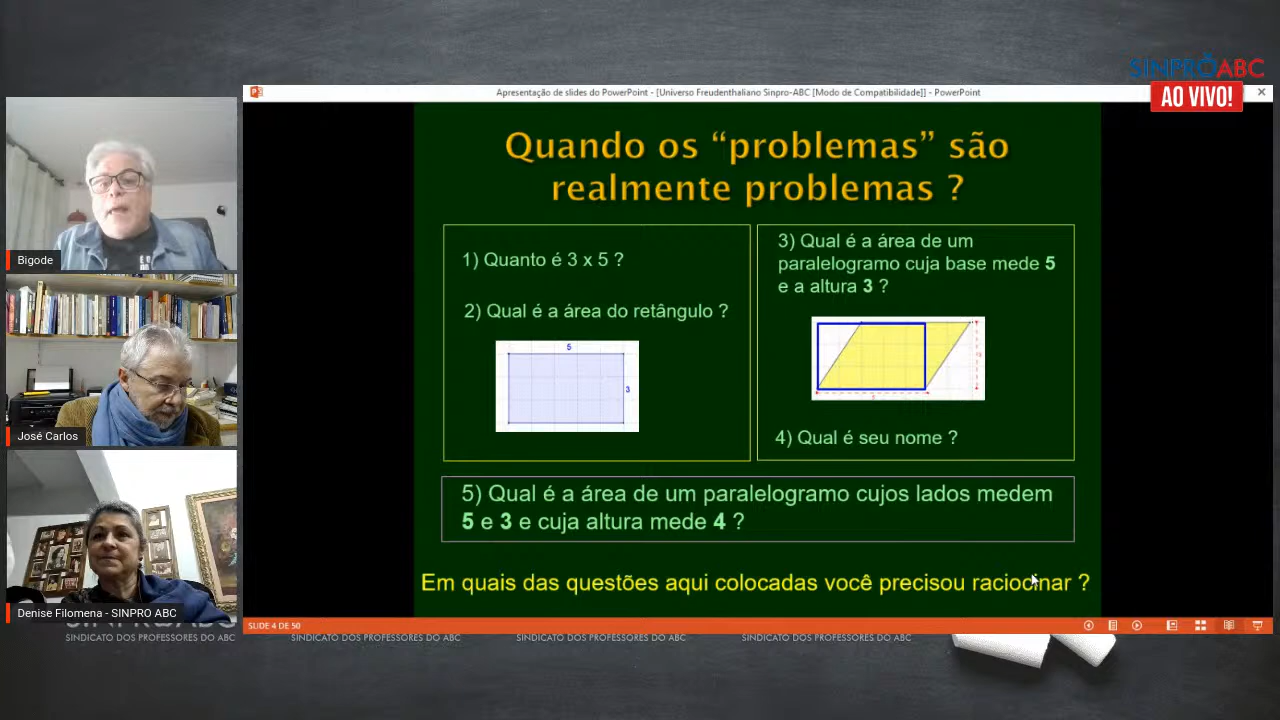 SINPROABC
AO VIVO!
Apresentação de slides do PowerPoint - [Universo Freudenthaliano Sinpro-ABC [Modo de Compatibilidade]] - PowerPoint
Quando os “problemas” são
realmente problemas ?
1) Quanto é 3 x 5 ?
2) Qual é a área do retângulo ?
5
3
3) Qual é a área de um
paralelogramo cuja base mede 5
e a altura 3 ?
4) Qual é seu nome ?
5) Qual é a área de um paralelogramo cujos lados medem
5 e 3 e cuja altura mede 4 ?
Em quais das questões aqui colocadas você precisou raciocinar ?
SLIDE 4 DE 50
Bigode
José Carlos
Denise Filomena - SINPRO ABC
SINDICATO DOS PROFESSORES DO ABC
SINDICATO DOS PROFESSORES DO ABC
SINDICATO DOS PROFESSORES DO ABC
SINDICATO DOS PROFESSORES DO ABC